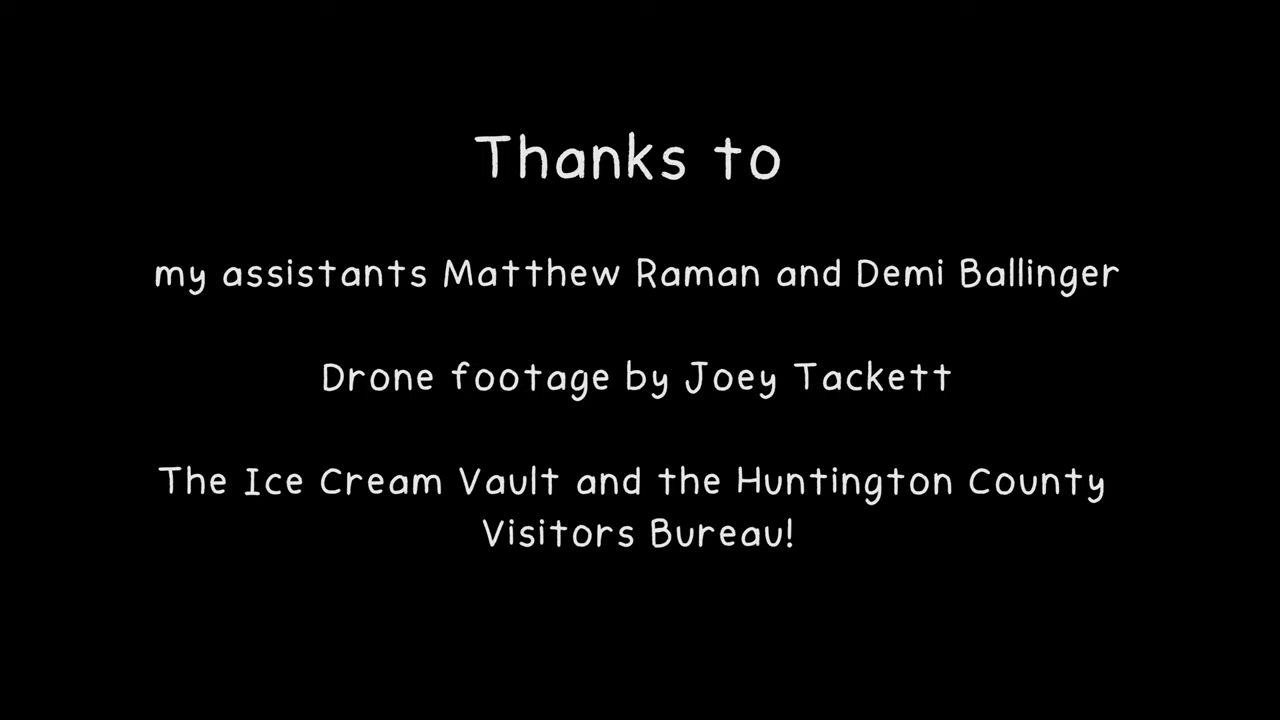 Thanks to
my assistants Matthew Raman and Demi Ballinger
Drone footage by Joey Tackett
The Ice Cream Vault and the Huntington County
Visitors Bureau!